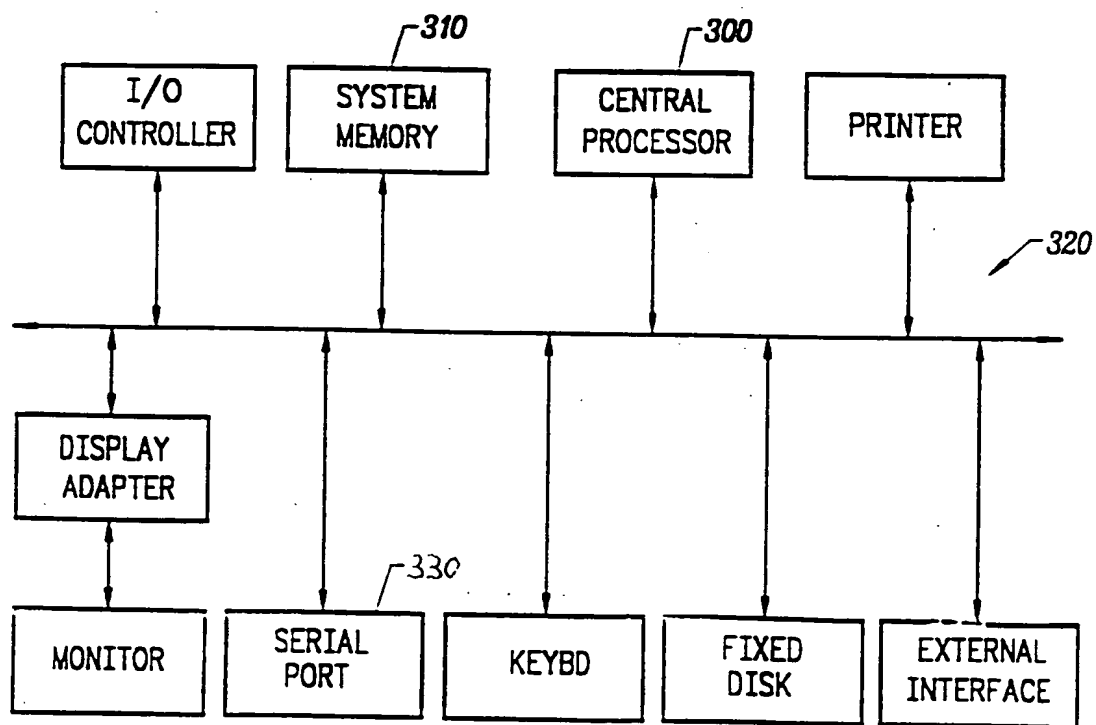 310
300
I/O
CONTROLLER
SYSTEM
MEMORY
CENTRAL
PROCESSOR
PRINTER
320
DISPLAY
ADAPTER
330
MONITOR
SERIAL
PORT
KEYBD
FIXED
DISK
EXTERNAL
INTERFACE